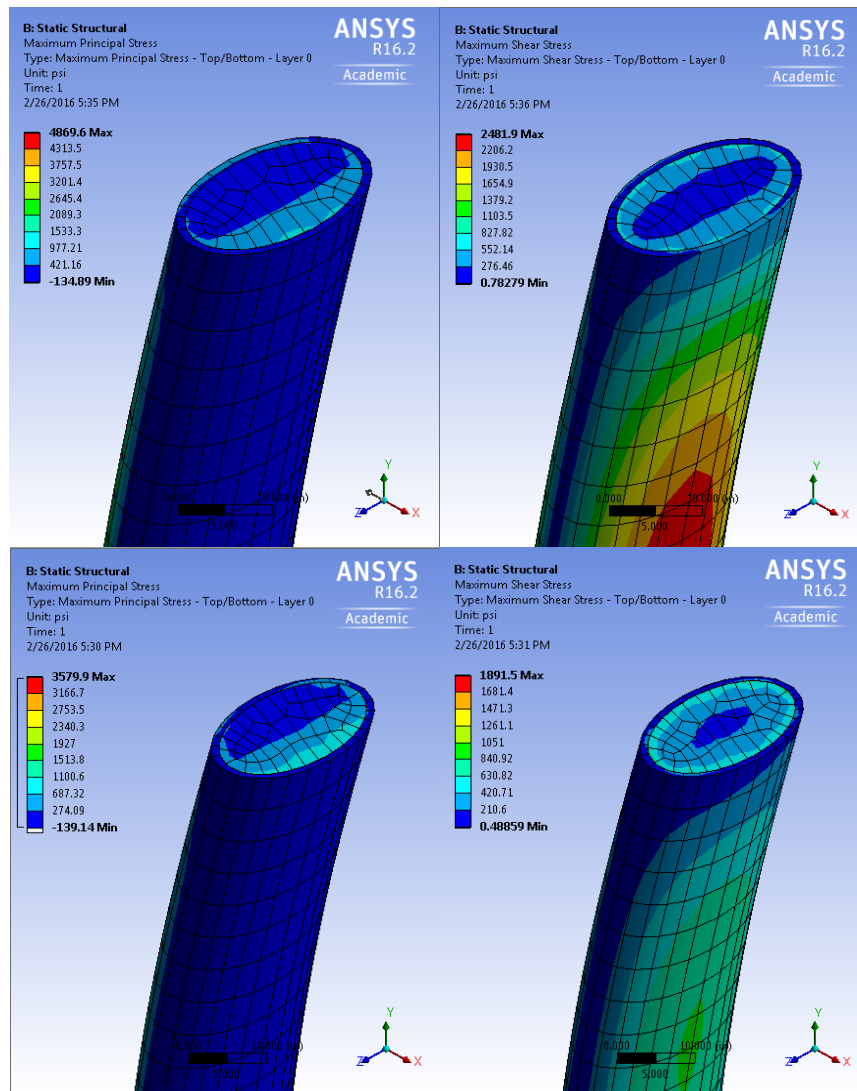 B: Static Structural
Maximum Principal Stress
Type: Maximum Principal Stress - Top/Bottom - Layer 0
Unit: psi
Time: 1
2/26/2016 5:35 PM
ANSYS
R16.2
Academic
4869.6 Max
4313.5
3757.5
3201.4
2645.4
2089.3
1533.3
977.21
421.16
-134.89 Min
5.000
Y
Z
X
B: Static Structural
Maximum Shear Stress
Type: Maximum Shear Stress - Top/Bottom - Layer 0
Unit: psi
Time: 1
2/26/2016 5:36 PM
ANSYS
R16.2
Academic
2481.9 Max
2206.2
1930.5
1654.9
1379.2
1103.5
827.82
552.14
276.46
0.78279 Min
0.000
10.000 (in)
5.000
Y
Z
X
B: Static Structural
Maximum Principal Stress
Type: Maximum Principal Stress - Top/Bottom - Layer 0
Unit: psi
Time: 1
2/26/2016 5:30 PM
ANSYS
R16.2
Academic
3579.9 Max
3166.7
2753.5
2340.3
1927
1513.8
1100.6
687.32
274.09
-139.14 Min
5.000
Y
Z
X
B: Static Structural
Maximum Shear Stress
Type: Maximum Shear Stress - Top/Bottom - Layer 0
Unit: psi
Time: 1
2/26/2016 5:31 PM
ANSYS
R16.2
Academic
1891.5 Max
1681.4
1471.3
1261.1
1051
840.92
630.82
420.71
210.6
0.48859 Min
0.000
10.000 (in)
5.000
Y
Z
X